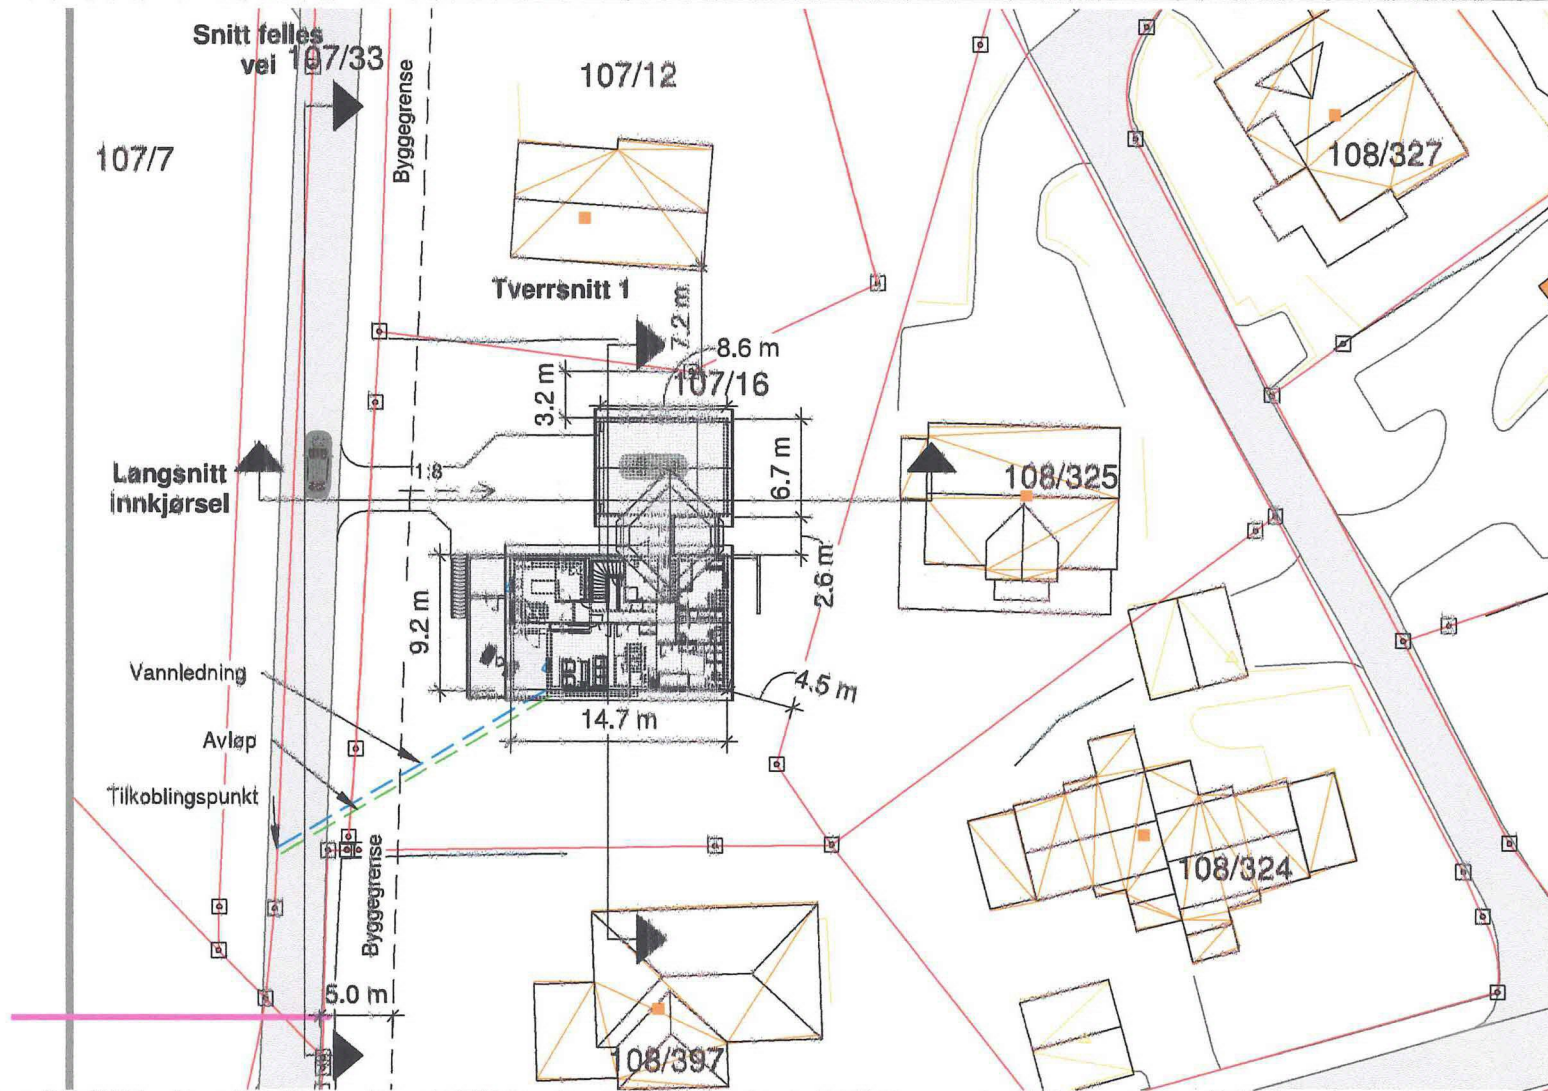 Snitt felles
vei
107/33
107/12
107/7
Byggegrense
108/327
Tverrsnitt 1
7.2 m
8.6 m
107/16
3.2 m
Langsnitt
innkjørsel
1:8
6.7 m
108/325
2.6 m
9.2 m
Vannledning
4.5 m
14.7 m
Avløp
Tilkoblingspunkt
Byggegrense
108/324
5.0 m
108/397